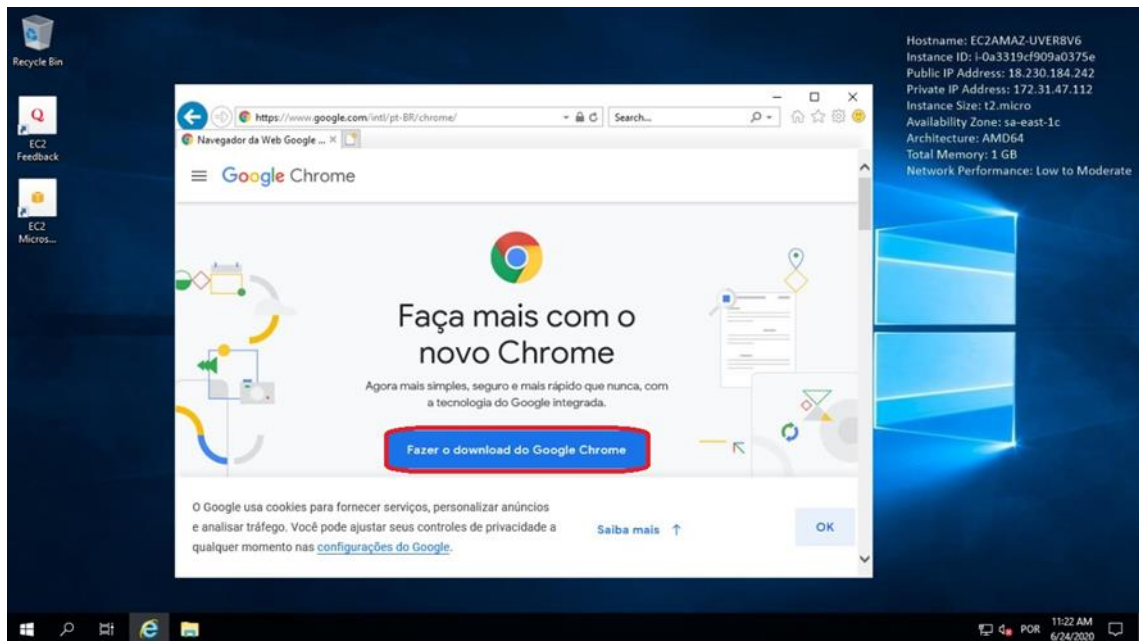 Recycle Bin
EC2
Feedback
EC2
Micros...
Hostname: EC2AMAZ-UVER8V6
Instance ID: i-0a3319cf909a0375e
Public IP Address: 18.230.184.242
Private IP Address: 172.31.47.112
Instance Size: t2.micro
Availability Zone: sa-east-1c
Architecture: AMD64
Total Memory: 1 GB
Network Performance: Low to Moderate
https://www.google.com/intl/pt-BR/chrome/
Search...
Navegador da Web Google ...
Google Chrome
Faça mais com o
novo Chrome
Agora mais simples, seguro e mais rápido que nunca, com
a tecnologia do Google integrada.
Fazer o download do Google Chrome
O Google usa cookies para fornecer serviços, personalizar anúncios
e analisar tráfego. Você pode ajustar seus controles de privacidade a
qualquer momento nas configurações do Google.
Saiba mais
OK
POR
11:22 AM
6/24/2020